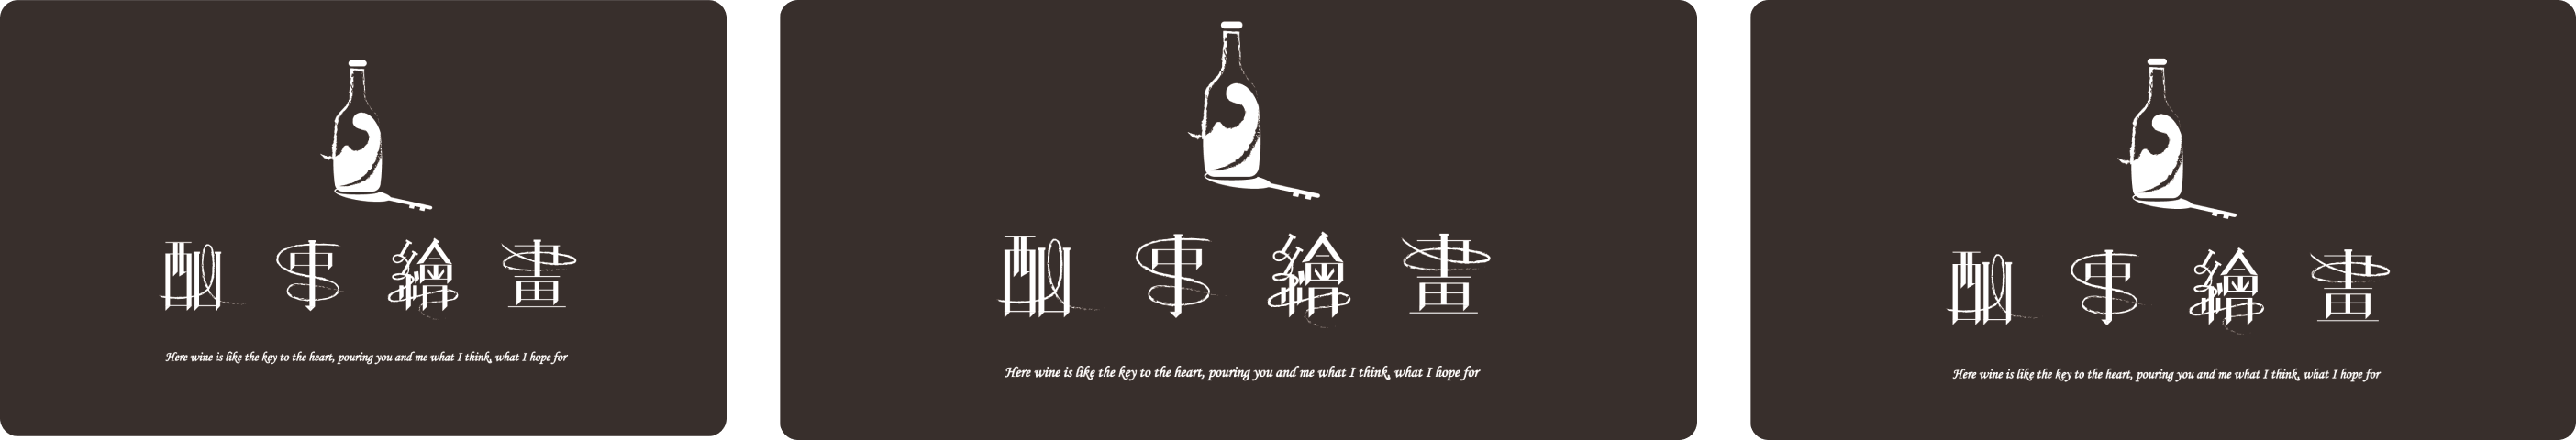 事繪畫
Here wine is like the key to the heart, pouring you and me what I think, what I hope for
事繪畫
Here wine is like the key to the heart, pouring you and me what I think, what I hope for
事繪畫
Here wine is like the key to the heart, pouring you and me what I think, what I hope for